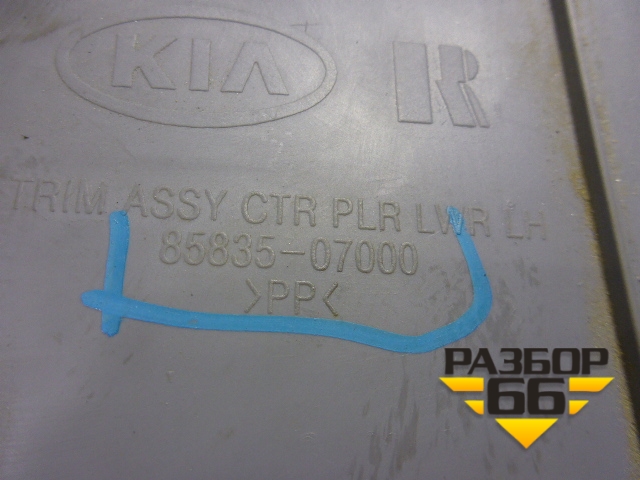 KIA R
TRIM ASSY CTR PLR LWR LH
85835-07000
>PP<
РАЗБОР
66